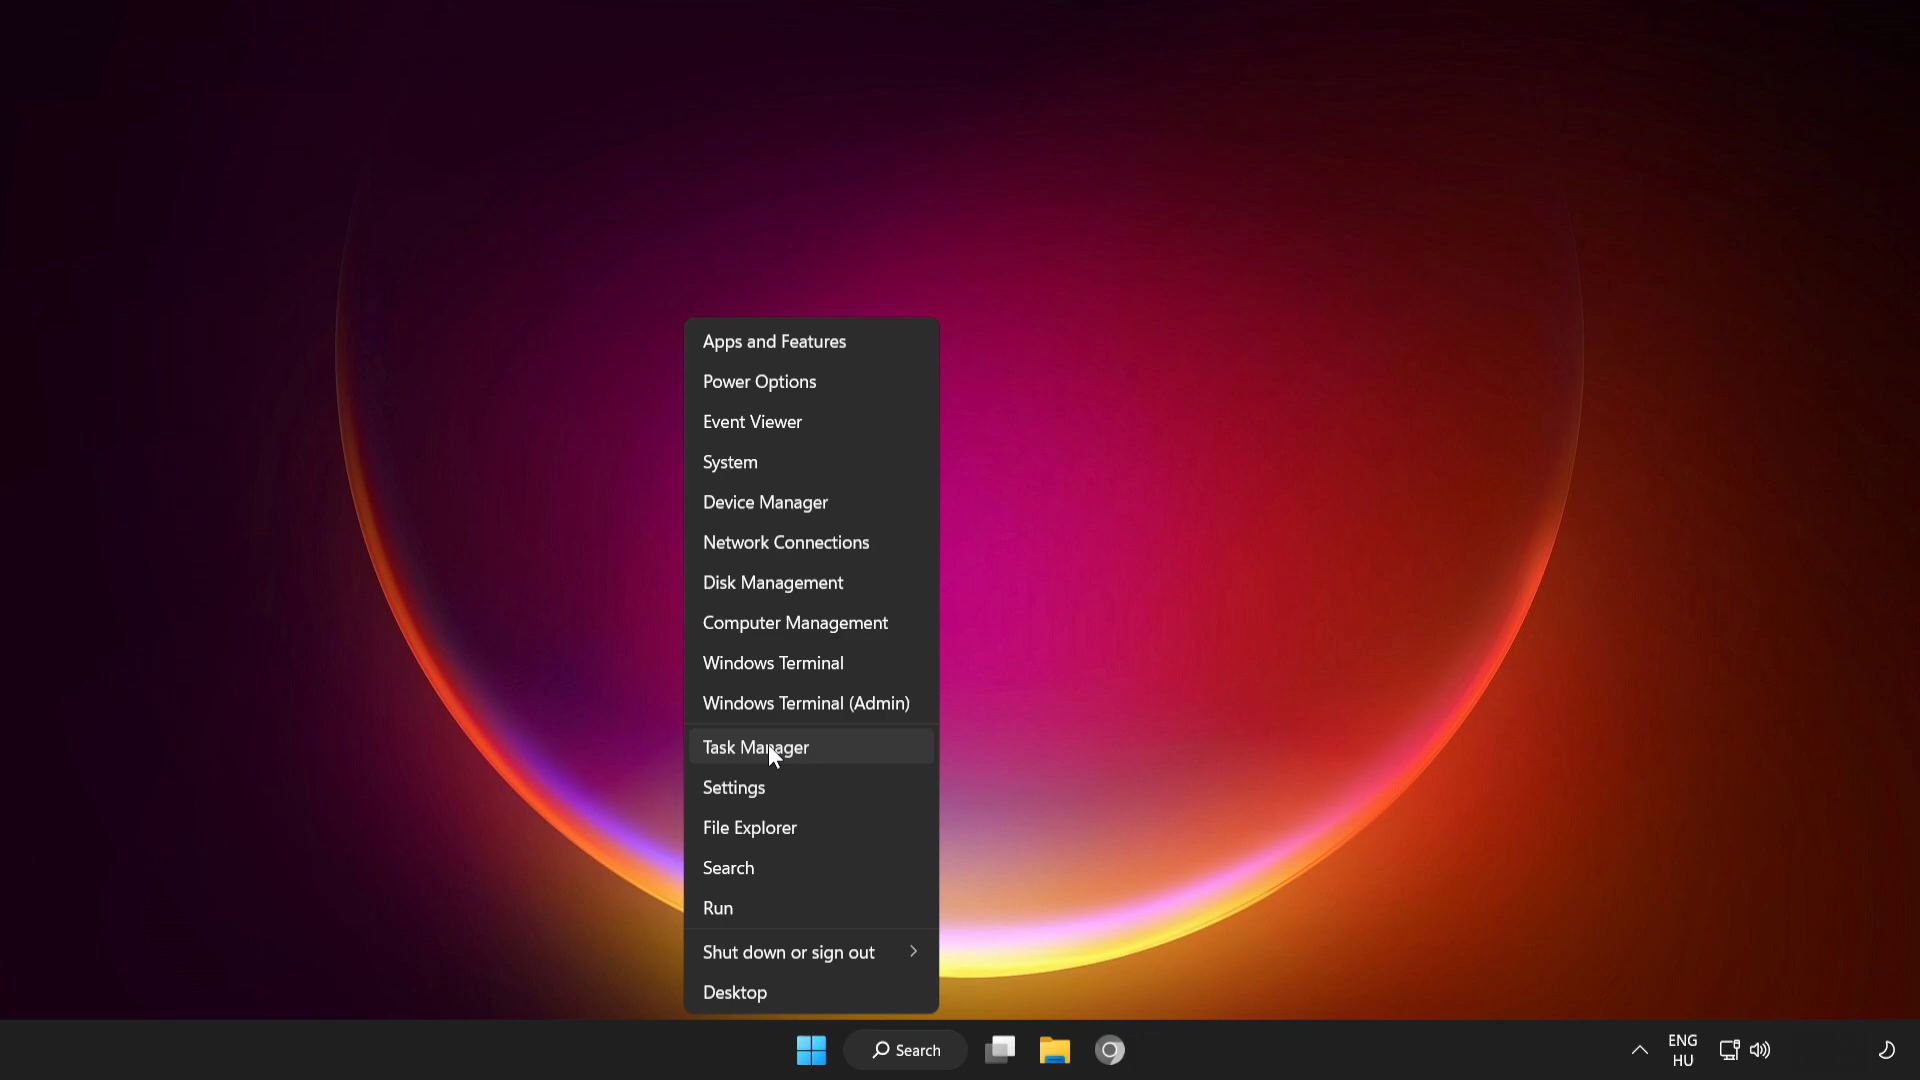 Apps and Features
Power Options
Event Viewer
System
Device Manager
Network Connections
Disk Management
Computer Management
Windows Terminal
Windows Terminal (Admin)
Task Manager
Settings
File Explorer
Search
Run
Shut down or sign out
Desktop
Search
ENG
HU